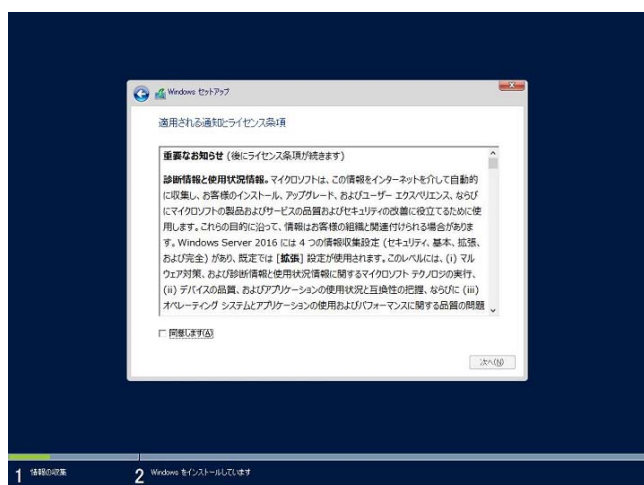 Windows セットアップ
適用される通知とライセンス条項
重要なお知らせ (後にライセンス条項が続きます)
診断情報と使用状況情報。マイクロソフトは、この情報をインターネットを介して自動的
に収集し、お客様のインストール、アップグレード、およびユーザー エクスペリエンス、ならび
にマイクロソフトの製品およびサービスの品質およびセキュリティの改善に役立てるために使
用します。これらの目的に沿って、情報はお客様の組織と関連付けられる場合がありま
す。Windows Server 2016 には 4 つの情報収集設定 (セキュリティ、基本、拡張、
および完全) があり、既定では [拡張] 設定が使用されます。このレベルには、(i) マル
ウェア対策、および診断情報と使用状況情報に関するマイクロソフト テクノロジの実行、
(ii) デバイスの品質、およびアプリケーションの使用状況と互換性の把握、ならびに (iii)
オペレーティング システムとアプリケーションの使用およびパフォーマンスに関する品質の問題
同意します(A)
次へ(N)
1 情報の収集
2 Windows をインストールしています